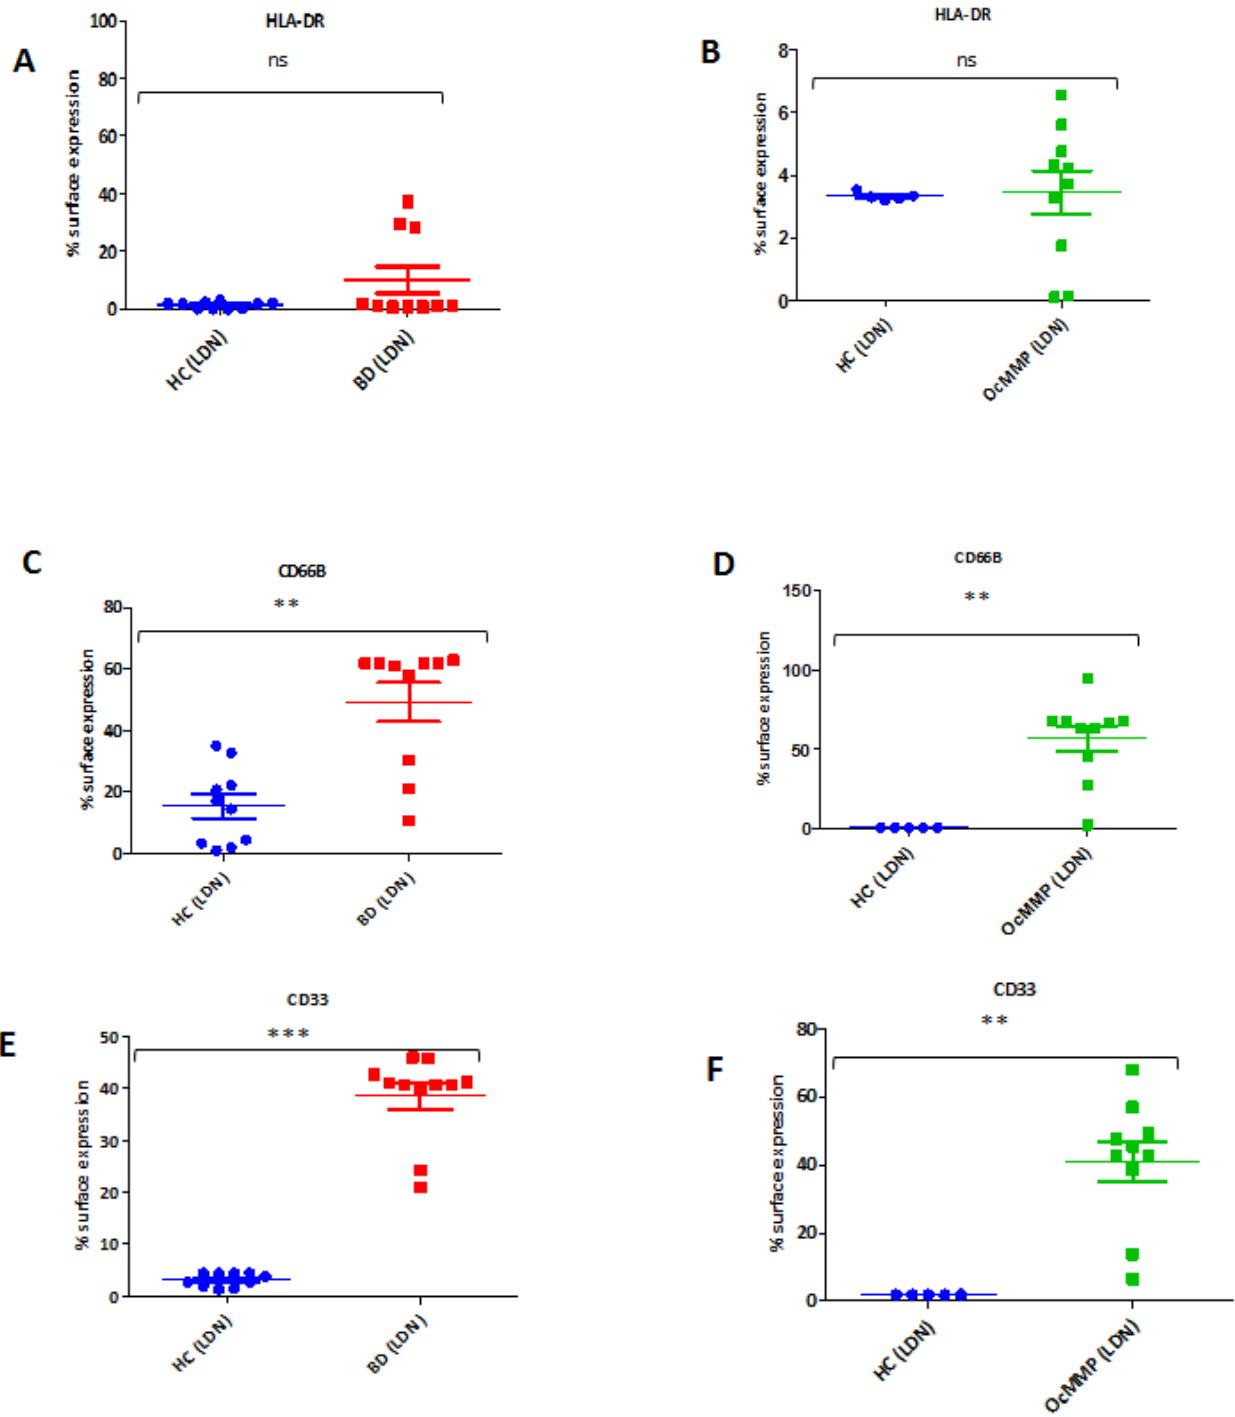 A
HLA-DR
ns
% surface expression
100
80
60
40
20
0
HC (LDN)
BD (LDN)
B
HLA-DR
ns
% surface expression
8
6
4
2
0
HC (LDN)
OcMMP (LDN)
C
CD66B
**
% surface expression
80
60
40
20
0
HC (LDN)
BD (LDN)
D
CD66B
**
% surface expression
150
100
50
0
HC (LDN)
OcMMP (LDN)
E
CD33
***
% surface expression
50
40
30
20
10
0
HC (LDN)
BD (LDN)
F
CD33
**
% surface expression
80
60
40
20
0
HC (LDN)
OcMMP (LDN)